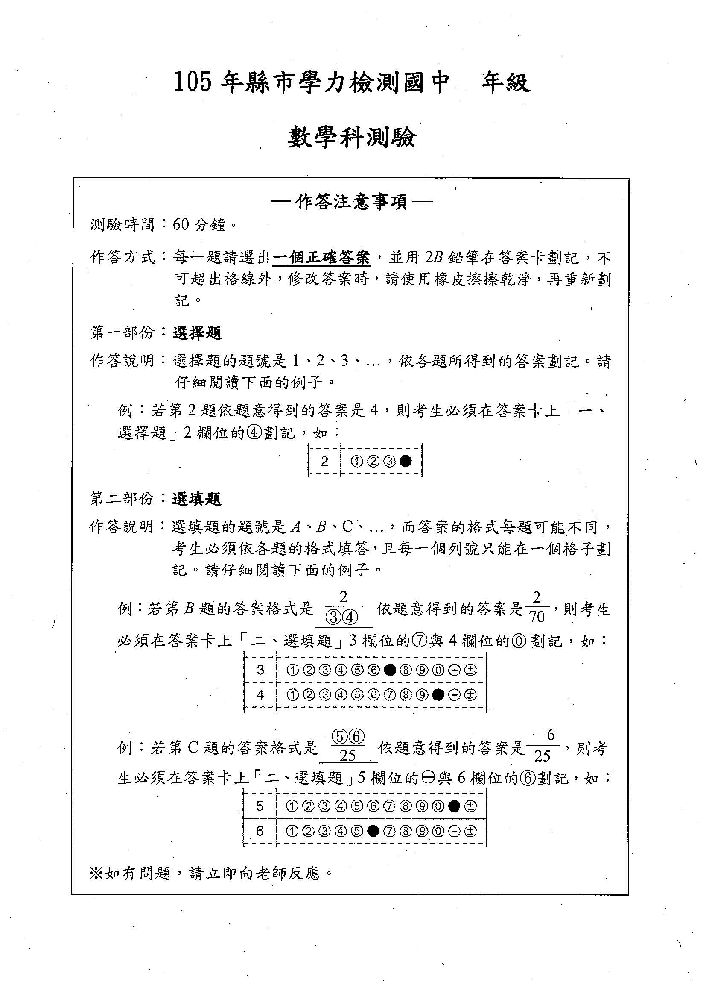 105 年縣市學力檢測國中　年級
數學科測驗
—作答注意事項—
測驗時間：60 分鐘。
作答方式：每一題請選出一個正確答案，並用 2B 鉛筆在答案卡劃記，不
可超出格線外，修改答案時，請使用橡皮擦擦乾淨，再重新劃
記。
第一部份：選擇題
作答說明：選擇題的題號是 1、2、3、…，依各題所得到的答案劃記。請
仔細閱讀下面的例子。
例：若第 2 題依題意得到的答案是 4，則考生必須在答案卡上「一、
選擇題」2 欄位的④劃記，如：
2 ①②③●
第二部份：選填題
作答說明：選填題的題號是 A、B、C、…，而答案的格式每題可能不同，
考生必須依各題的格式填答，且每一個列號只能在一個格子劃
記。請仔細閱讀下面的例子。
例：若第 B 題的答案格式是 2/③④ 依題意得到的答案是 2/70，則考生
必須在答案卡上「二、選填題」3 欄位的⑦與 4 欄位的⓪劃記，如：
3 ①②③④⑤⑥●⑧⑨⓪㊀±
4 ①②③④⑤⑥⑦⑧⑨●㊀±
例：若第 C 題的答案格式是 ⑤⑥/25 依題意得到的答案是 －6/25，則考
生必須在答案卡上「二、選填題」5 欄位的㊀與 6 欄位的⑥劃記，如：
5 ①②③④⑤⑥⑦⑧⑨⓪●±
6 ①②③④⑤●⑦⑧⑨⓪㊀±
※如有問題，請立即向老師反應。